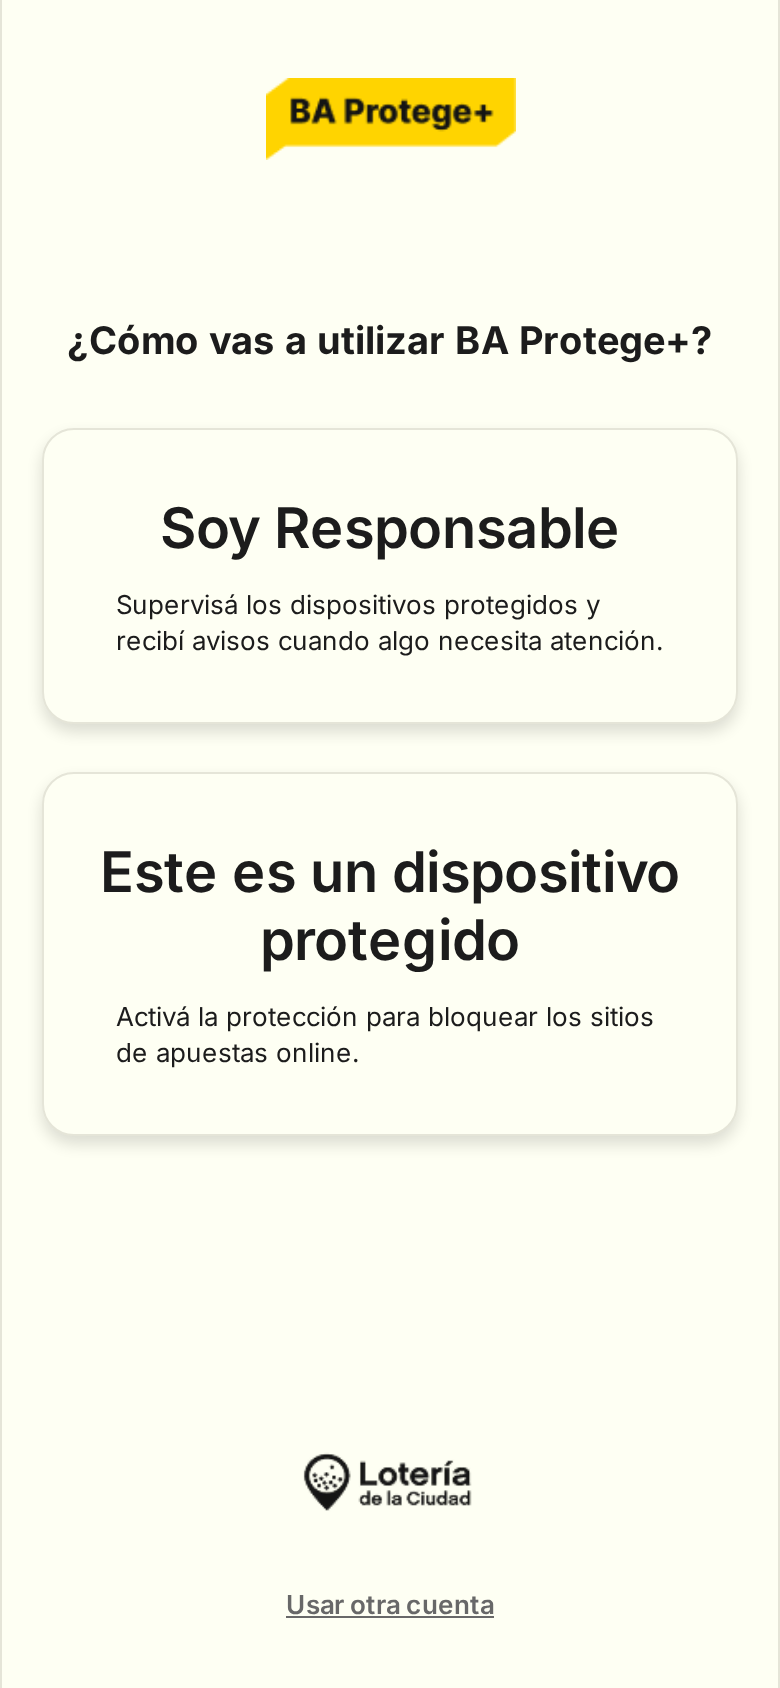 BA Protege+
¿Cómo vas a utilizar BA Protege+?
Soy Responsable
Supervisá los dispositivos protegidos y
recibí avisos cuando algo necesita atención.
Este es un dispositivo
protegido
Activá la protección para bloquear los sitios
de apuestas online.
Lotería
de la Ciudad
Usar otra cuenta